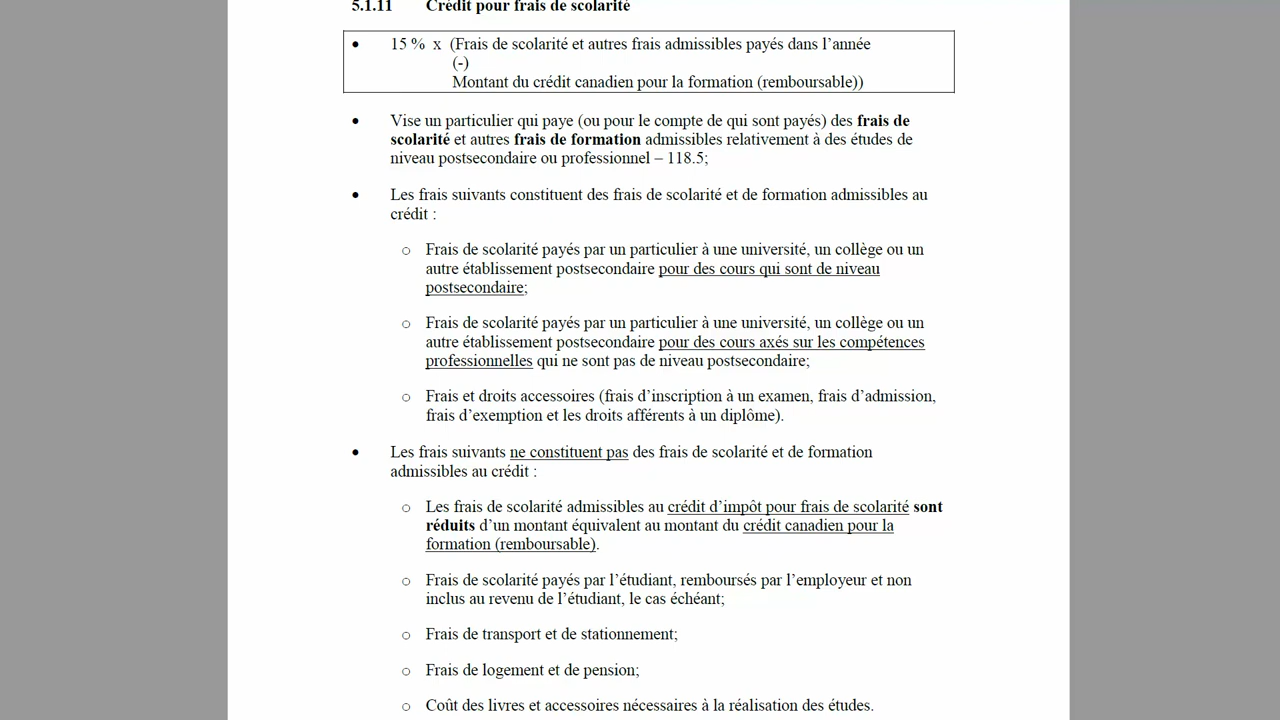 5.1.11 Crédit pour frais de scolarité
• 15 % x (Frais de scolarité et autres frais admissibles payés dans l’année
(-)
Montant du crédit canadien pour la formation (remboursable))
• Vise un particulier qui paye (ou pour le compte de qui sont payés) des frais de
scolarité et autres frais de formation admissibles relativement à des études de
niveau postsecondaire ou professionnel – 118.5;
• Les frais suivants constituent des frais de scolarité et de formation admissibles au
crédit :
o Frais de scolarité payés par un particulier à une université, un collège ou un
autre établissement postsecondaire pour des cours qui sont de niveau
postsecondaire;
o Frais de scolarité payés par un particulier à une université, un collège ou un
autre établissement postsecondaire pour des cours axés sur les compétences
professionnelles qui ne sont pas de niveau postsecondaire;
o Frais et droits accessoires (frais d’inscription à un examen, frais d’admission,
frais d’exemption et les droits afférents à un diplôme).
• Les frais suivants ne constituent pas des frais de scolarité et de formation
admissibles au crédit :
o Les frais de scolarité admissibles au crédit d’impôt pour frais de scolarité sont
réduits d’un montant équivalent au montant du crédit canadien pour la
formation (remboursable).
o Frais de scolarité payés par l’étudiant, remboursés par l’employeur et non
inclus au revenu de l’étudiant, le cas échéant;
o Frais de transport et de stationnement;
o Frais de logement et de pension;
o Coût des livres et accessoires nécessaires à la réalisation des études.